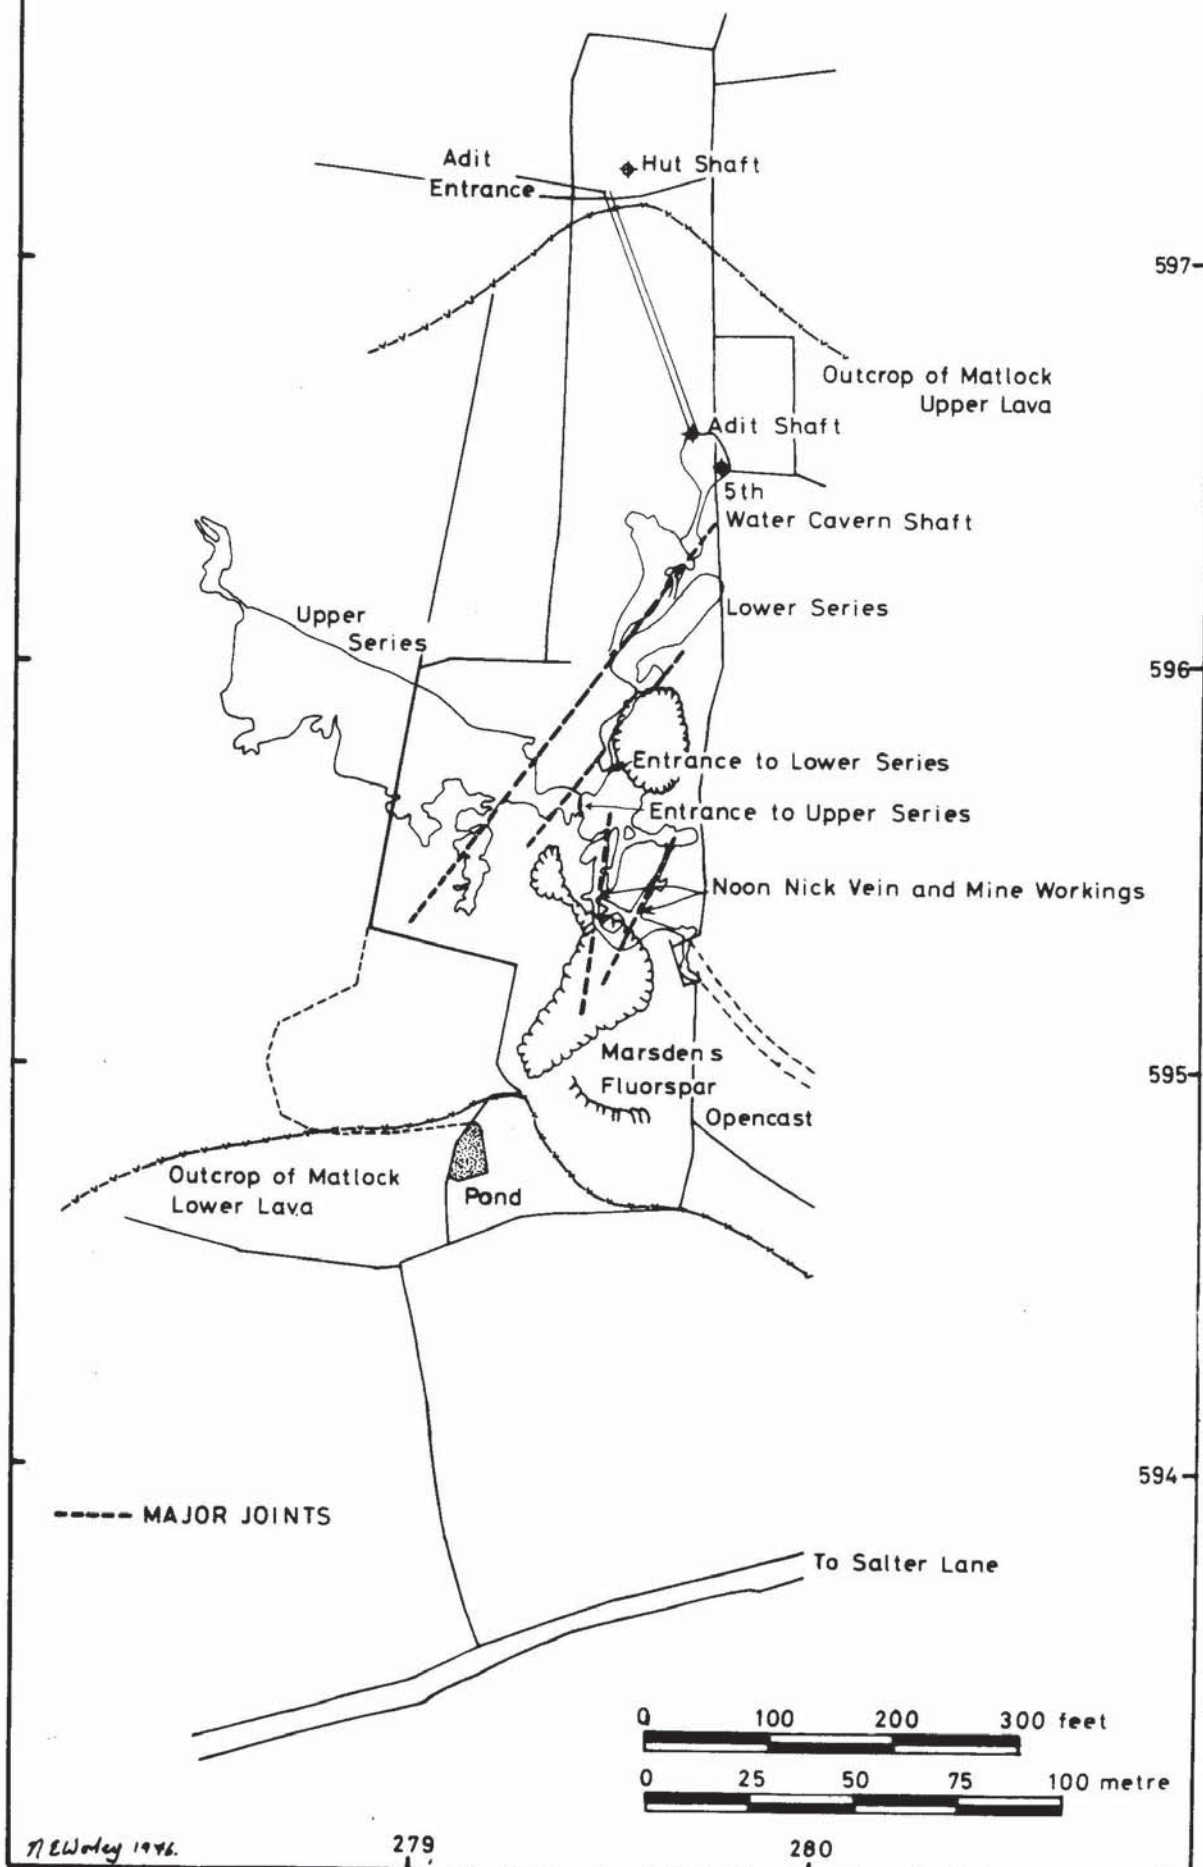 Adit
Entrance
Hut Shaft
597
Outcrop of Matlock
Upper Lava
Adit Shaft
5th
Water Cavern Shaft
Upper
Series
Lower Series
596
Entrance to Lower Series
Entrance to Upper Series
Noon Nick Vein and Mine Workings
Marsdens
Fluorspar
595
Opencast
Outcrop of Matlock
Lower Lava
Pond
594
MAJOR JOINTS
To Salter Lane
0 100 200 300 feet
0 25 50 75 100 metre
N E Worley 1976.
279 280